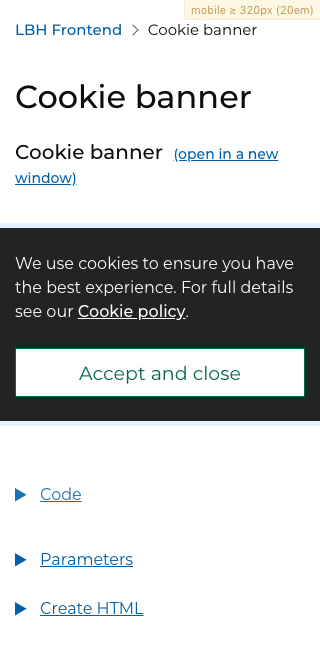 mobile ≥ 320px (20em)
LBH Frontend > Cookie banner
Cookie banner
Cookie banner (open in a new
window)
We use cookies to ensure you have
the best experience. For full details
see our Cookie policy.
Accept and close
Code
Parameters
Create HTML